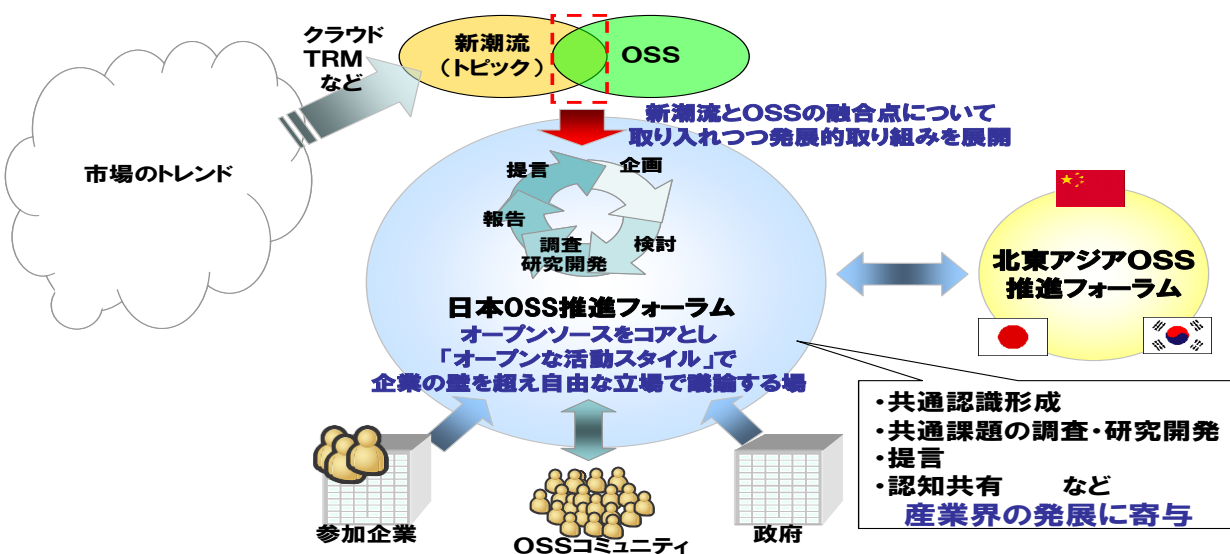 クラウド
TRM
など
新潮流
(トピック)
OSS
市場のトレンド
新潮流とOSSの融合点について
取り入れつつ発展的取り組みを展開
提言
企画
報告
検討
調査
研究開発
日本OSS推進フォーラム
オープンソースをコアとし
「オープンな活動スタイル」で
企業の壁を超え自由な立場で議論する場
北東アジアOSS
推進フォーラム
・共通認識形成
・共通課題の調査・研究開発
・提言
・認知共有　　など
産業界の発展に寄与
参加企業
OSSコミュニティ
政府